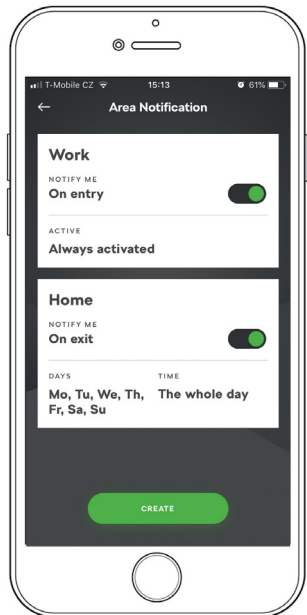 T-Mobile CZ 15:13 61%
Area Notification
Work
NOTIFY ME
On entry
ACTIVE
Always activated
Home
NOTIFY ME
On exit
DAYS TIME
Mo, Tu, We, Th, The whole day
Fr, Sa, Su
CREATE